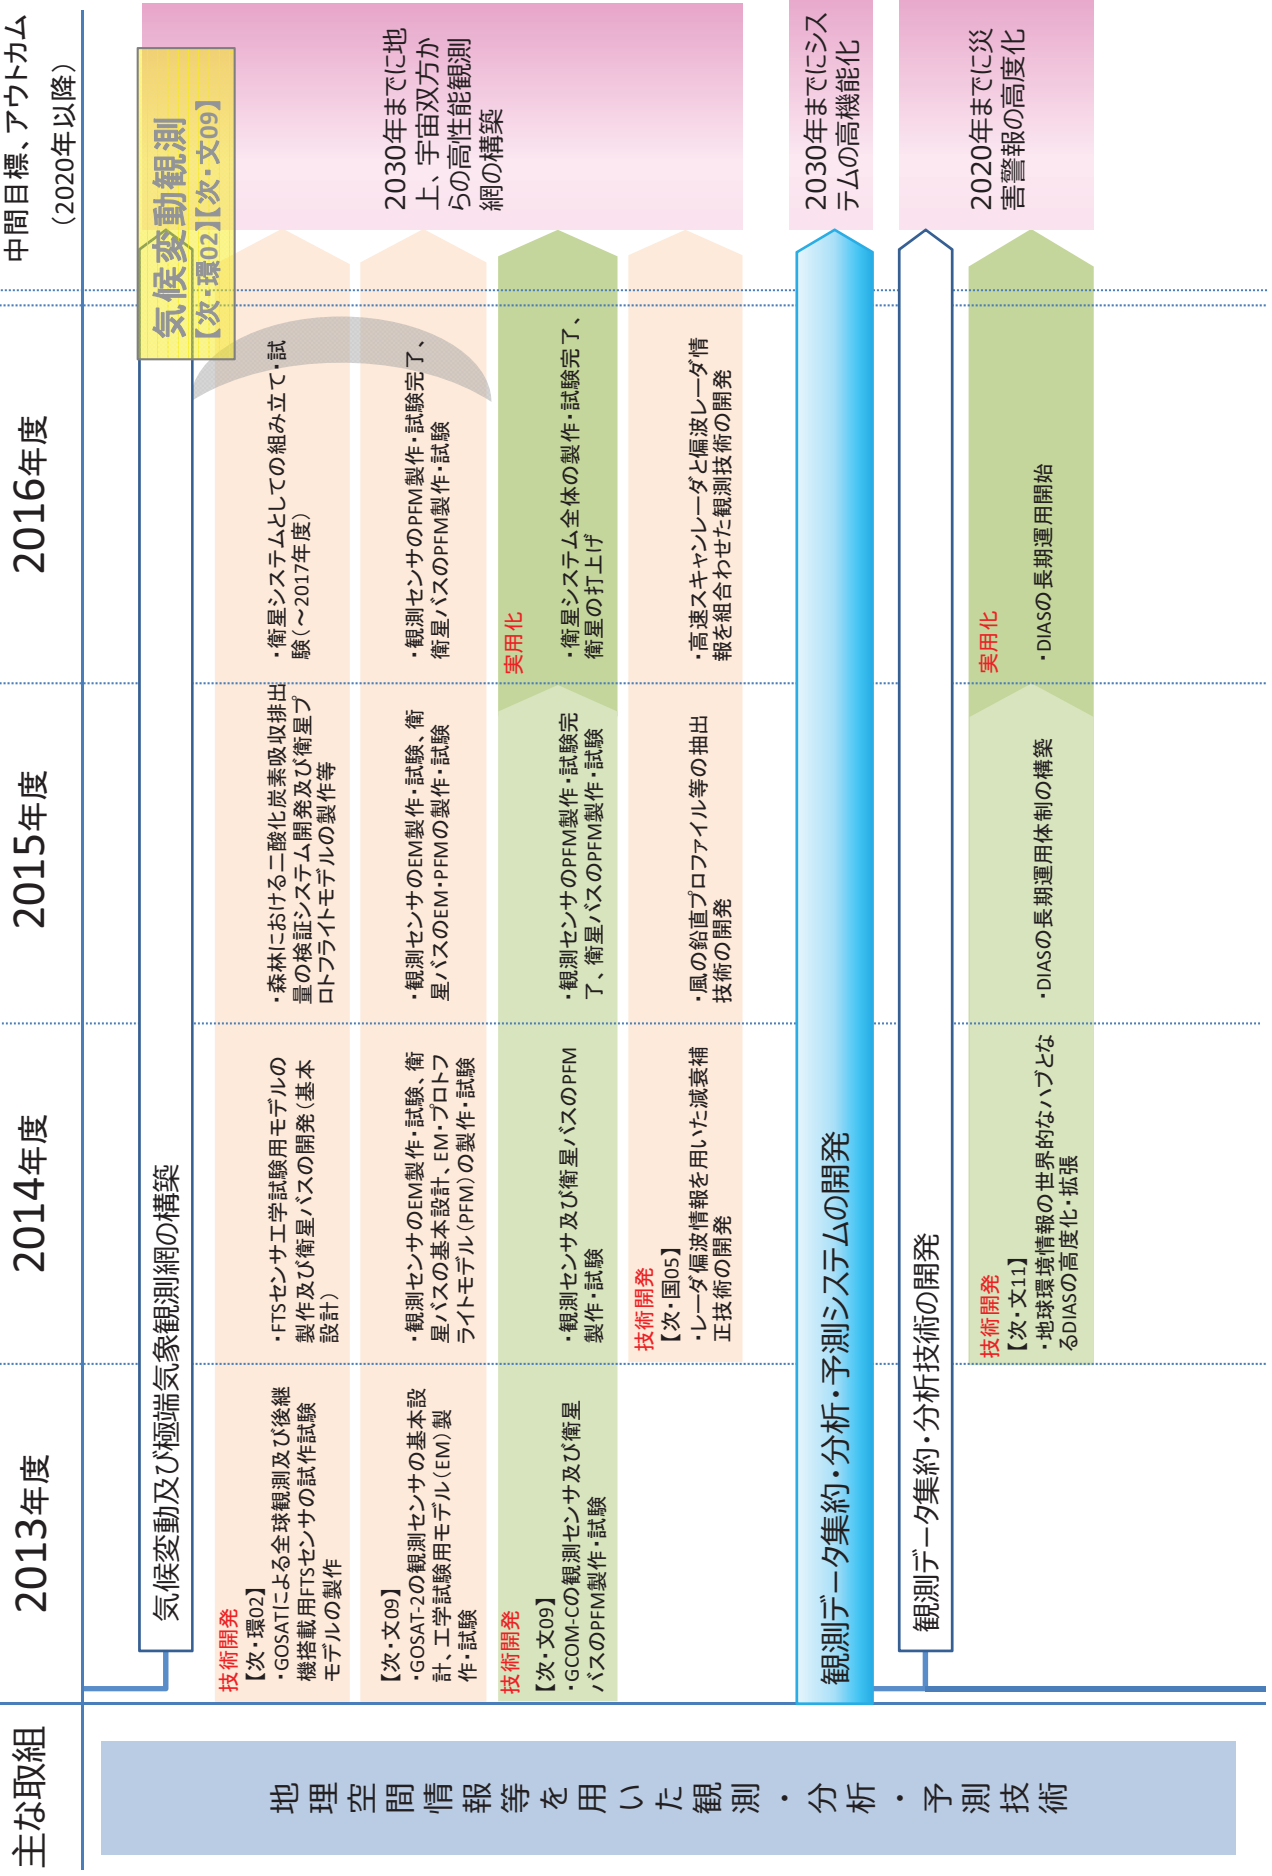 主な取組
2013年度
2014年度
2015年度
2016年度
中間目標、アウトカム
（2020年以降）
地理空間情報等を用いた観測・分析・予測技術
気候変動及び極端気象観測網の構築
気候変動観測
【次・環02】【次・文09】
技術開発
【次・環02】
・GOSATによる全球観測及び後継
機搭載用FTSセンサの試作試験
モデルの製作
・FTSセンサ工学試験用モデルの
製作及び衛星バスの開発（基本
設計）
・森林における二酸化炭素吸収排出
量の検証システム開発及び衛星プ
ロトフライトモデルの製作等
・衛星システムとしての組み立て・試
験（～2017年度）
【次・文09】
・GOSAT-2の観測センサの基本設
計、工学試験用モデル（EM）製
作・試験
・観測センサのEM製作・試験、衛
星バスの基本設計、EM・プロトフ
ライトモデル（PFM）の製作・試験
・観測センサのEM製作・試験、衛
星バスのEM・PFMの製作・試験
・観測センサのPFM製作・試験完了、
衛星バスのPFM製作・試験
技術開発
【次・文09】
・GCOM-Cの観測センサ及び衛星
バスのPFM製作・試験
・観測センサ及び衛星バスのPFM
製作・試験
・観測センサのPFM製作・試験完
了、衛星バスのPFM製作・試験
実用化
・衛星システム全体の製作・試験完了、
衛星の打上げ
技術開発
【次・国05】
・レーダ偏波情報を用いた減衰補
正技術の開発
・風の鉛直プロファイル等の抽出
技術の開発
・高速スキャンレーダと偏波レーダ情
報を組合わせた観測技術の開発
2030年までに地
上、宇宙双方か
らの高性能観測
網の構築
観測データ集約・分析・予測システムの開発
2030年までにシス
テムの高機能化
観測データ集約・分析技術の開発
技術開発
【次・文11】
・地球環境情報の世界的なハブとな
るDIASの高度化・拡張
・DIASの長期運用体制の構築
実用化
・DIASの長期運用開始
2020年までに災
害警報の高度化